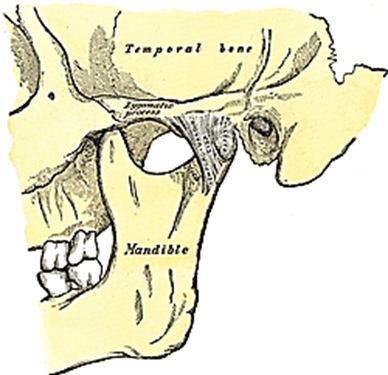 Temporal bone
Zygomatic
process
Mandible